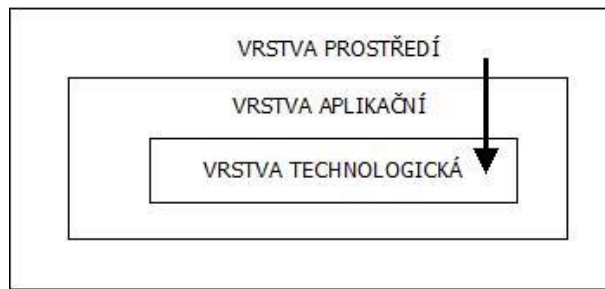 VRSTVA PROSTŘEDÍ
VRSTVA APLIKAČNÍ
VRSTVA TECHNOLOGICKÁ